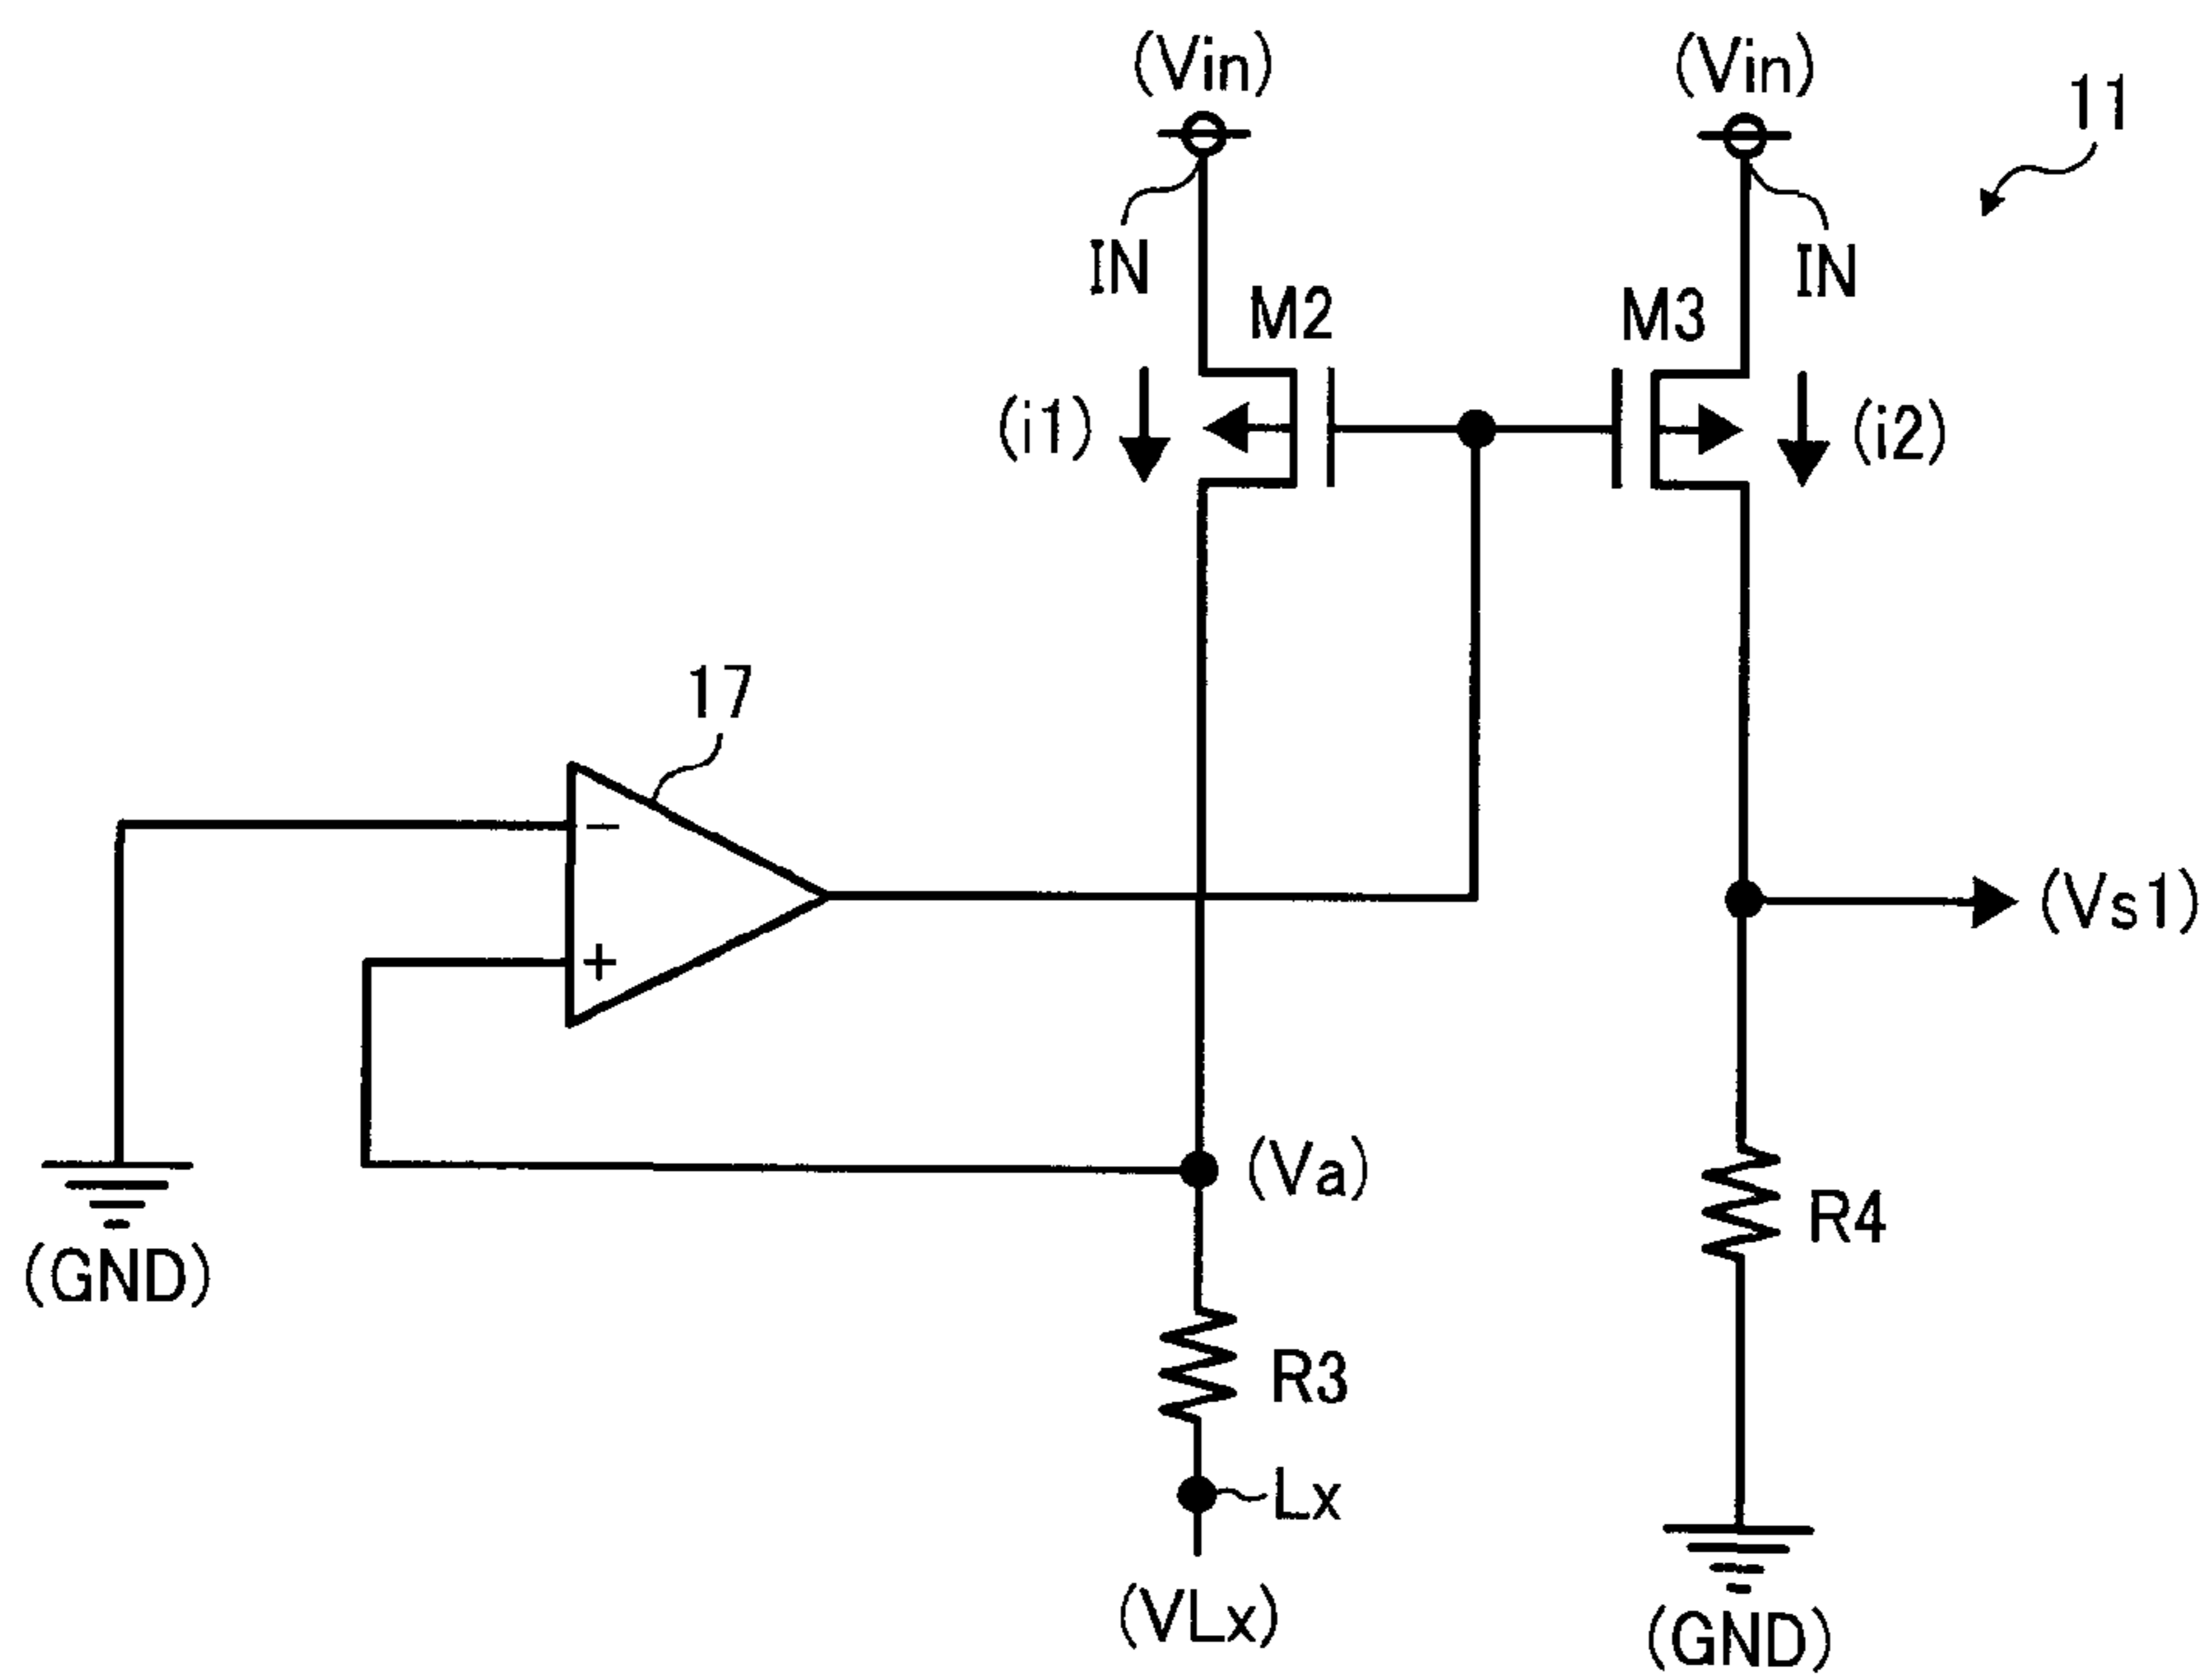 (Vin)
(Vin)
11
IN
IN
M2
M3
(i1)
(i2)
17
−
(Vs1)
+
(Va)
R4
(GND)
R3
Lx
(VLx)
(GND)